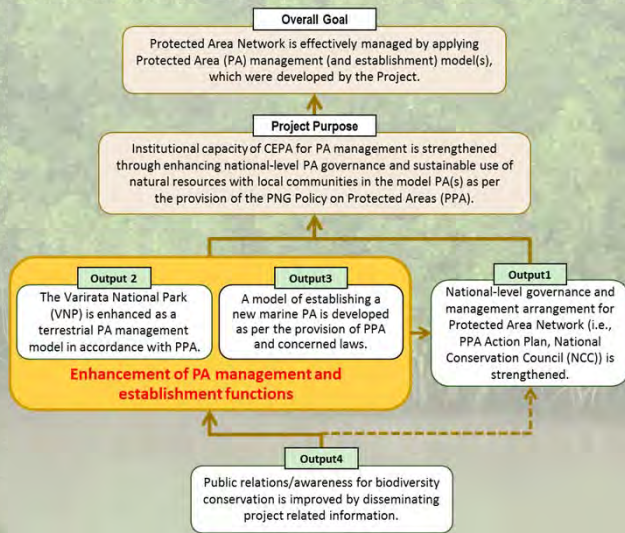 Overall Goal
Protected Area Network is effectively managed by applying
Protected Area (PA) management (and establishment) model(s),
which were developed by the Project.
Project Purpose
Institutional capacity of CEPA for PA management is strengthened
through enhancing national-level PA governance and sustainable use of
natural resources with local communities in the model PA(s) as per
the provision of the PNG Policy on Protected Areas (PPA).
Output 2
The Varirata National Park
(VNP) is enhanced as a
terrestrial PA management
model in accordance with PPA.
Output3
A model of establishing a
new marine PA is developed
as per the provision of PPA
and concerned laws.
Enhancement of PA management and
establishment functions
Output1
National-level governance and
management arrangement for
Protected Area Network (i.e.,
PPA Action Plan, National
Conservation Council (NCC)) is
strengthened.
Output4
Public relations/awareness for biodiversity
conservation is improved by disseminating
project related information.